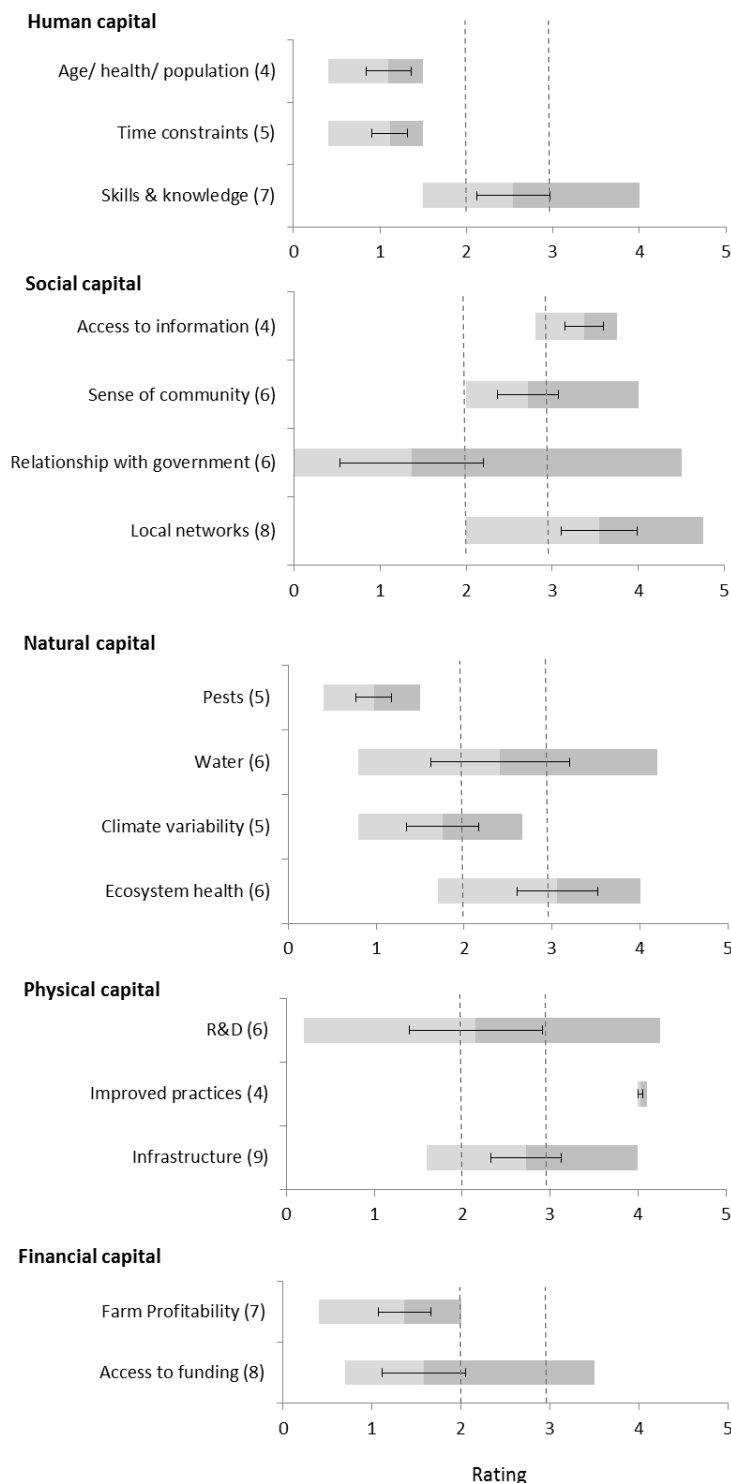 Human capital
Age/ health/ population (4)
Time constraints (5)
Skills & knowledge (7)
0 1 2 3 4 5
Social capital
Access to information (4)
Sense of community (6)
Relationship with government (6)
Local networks (8)
0 1 2 3 4 5
Natural capital
Pests (5)
Water (6)
Climate variability (5)
Ecosystem health (6)
0 1 2 3 4 5
Physical capital
R&D (6)
Improved practices (4)
Infrastructure (9)
0 1 2 3 4 5
Financial capital
Farm Profitability (7)
Access to funding (8)
0 1 2 3 4 5
Rating